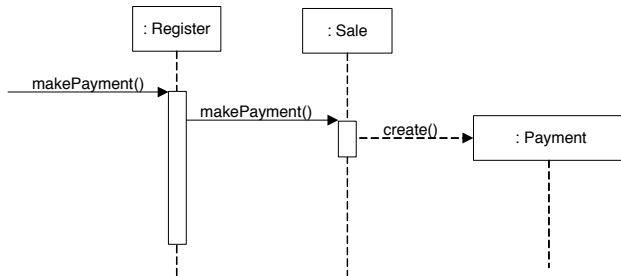 : Register
: Sale
makePayment()
makePayment()
create()
: Payment